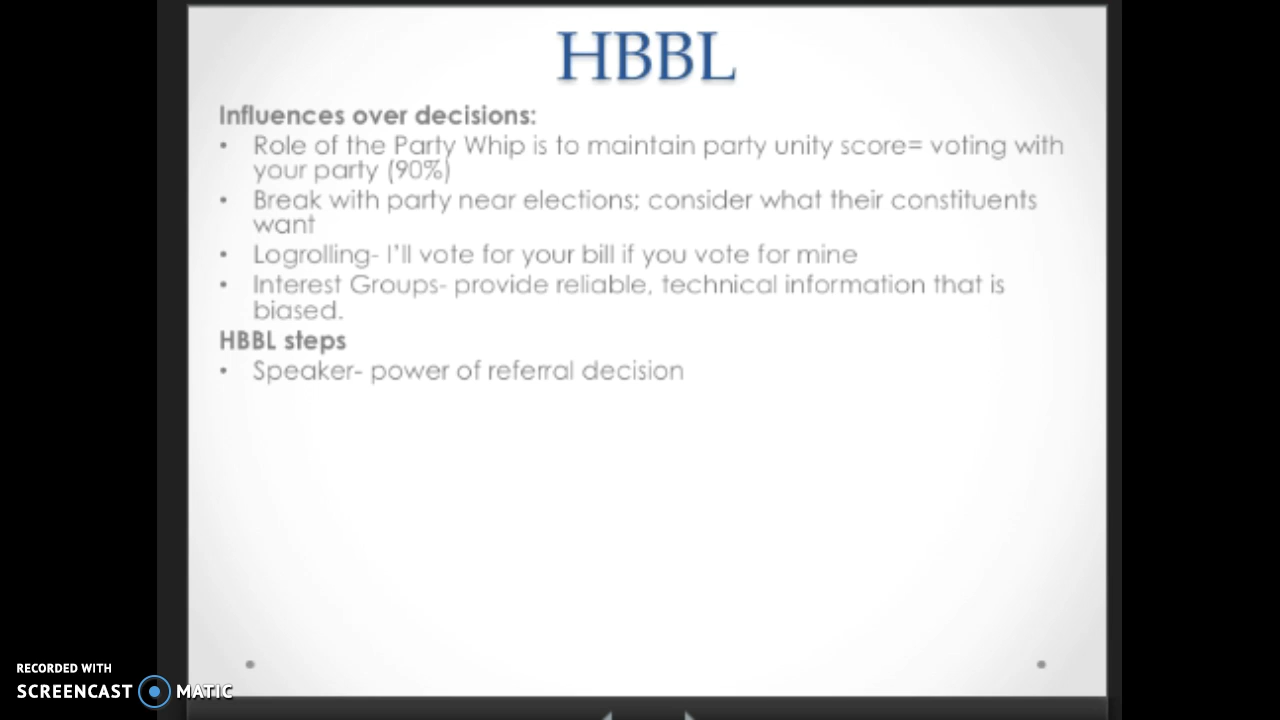 HBBL
Influences over decisions:
• Role of the Party Whip is to maintain party unity score= voting with
your party (90%)
• Break with party near elections; consider what their constituents
want
• Logrolling- I'll vote for your bill if you vote for mine
• Interest Groups- provide reliable, technical information that is
biased.
HBBL steps
• Speaker- power of referral decision
RECORDED WITH
SCREENCAST MATIC